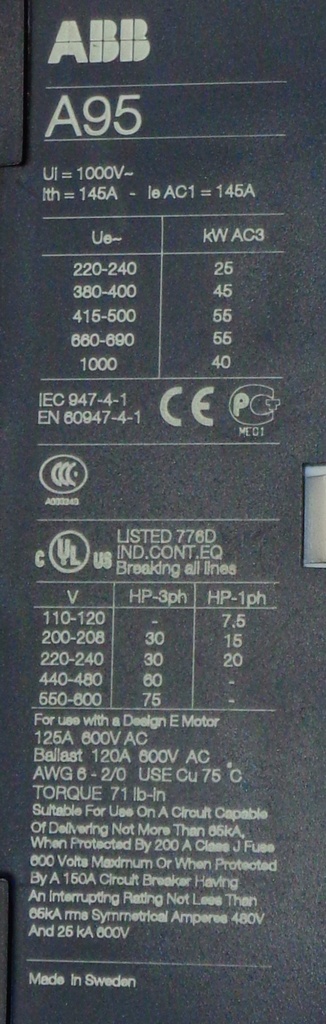 ABB
A95
Ui = 1000V~
Ith = 145A - Ie AC1 = 145A
Ue~ kW AC3
220-240 25
380-400 45
415-500 55
660-690 55
1000 40
IEC 947-4-1
EN 60947-4-1
CE
PC
ME01
CCC
c UL us
LISTED 776D
IND.CONT.EQ
Breaking all lines
V HP-3ph HP-1ph
110-120 - 7.5
200-208 30 15
220-240 30 20
440-480 60 -
550-600 75 -
For use with a Design E Motor
125A 600V AC
Ballast 120A 600V AC
AWG 6 - 2/0 USE Cu 75 °C
TORQUE 71 lb-in
Suitable For Use On A Circuit Capable
Of Delivering Not More Than 65kA,
When Protected By 200 A Class J Fuse
600 Volts Maximum Or When Protected
By A 150A Circuit Breaker Having
An Interrupting Rating Not Less Than
65kA rms Symmetrical Amperes 480V
And 25 kA 600V
Made in Sweden